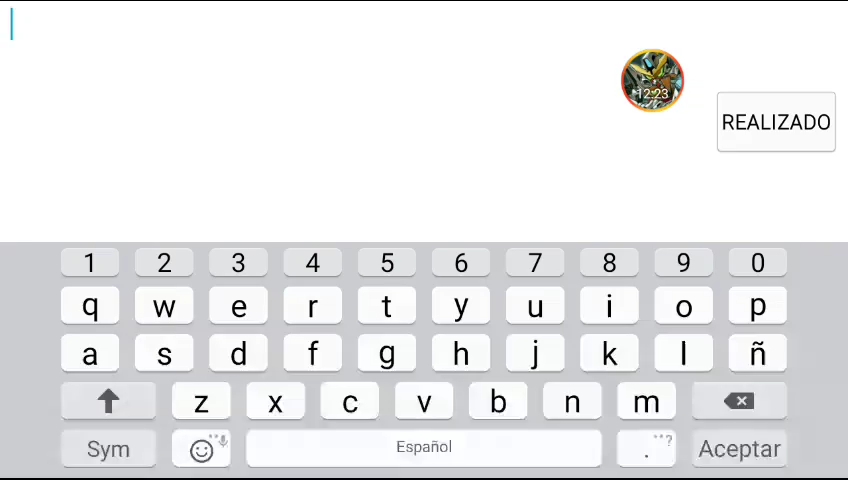 12:23
REALIZADO
1 2 3 4 5 6 7 8 9 0
q w e r t y u i o p
a s d f g h j k l ñ
z x c v b n m
Sym Español . ? Aceptar